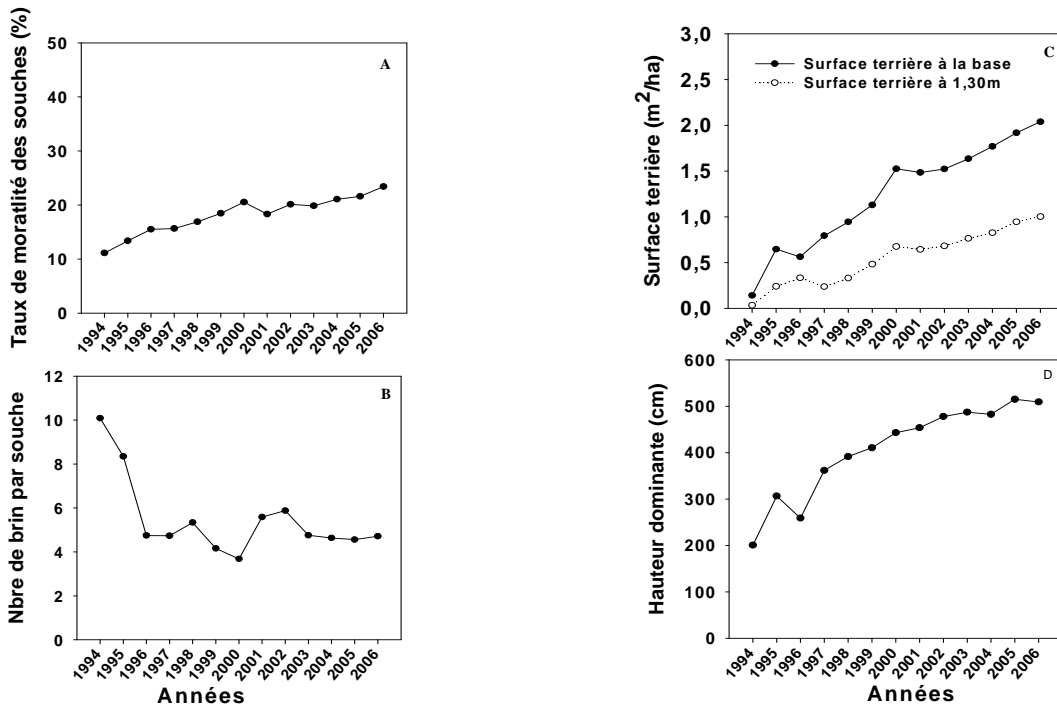 Taux de moratlité des souches (%)
50
40
30
20
10
0
A
1994 1995 1996 1997 1998 1999 2000 2001 2002 2003 2004 2005 2006
Nbre de brin par souche
12
10
8
6
4
2
0
B
1994 1995 1996 1997 1998 1999 2000 2001 2002 2003 2004 2005 2006
Années
Surface terrière (m²/ha)
3,0
2,0
1,5
1,0
0,5
0,0
C
Surface terrière à la base
Surface terrière à 1,30m
1994 1995 1996 1997 1998 1999 2000 2001 2002 2003 2004 2005 2006
Hauteur dominante (cm)
600
500
400
300
200
100
0
D
1994 1995 1996 1997 1998 1999 2000 2001 2002 2003 2004 2005 2006
Années